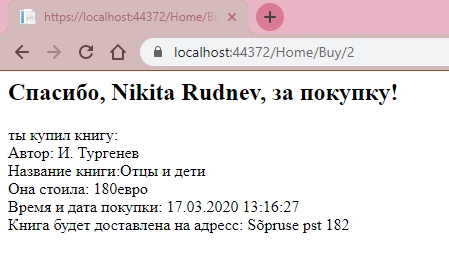 https://localhost:44372/Home/Bu
localhost:44372/Home/Buy/2
Спасибо, Nikita Rudnev, за покупку!
ты купил книгу:
Автор: И. Тургенев
Название книги:Отцы и дети
Она стоила: 180евро
Время и дата покупки: 17.03.2020 13:16:27
Книга будет доставлена на адресс: Sõpruse pst 182